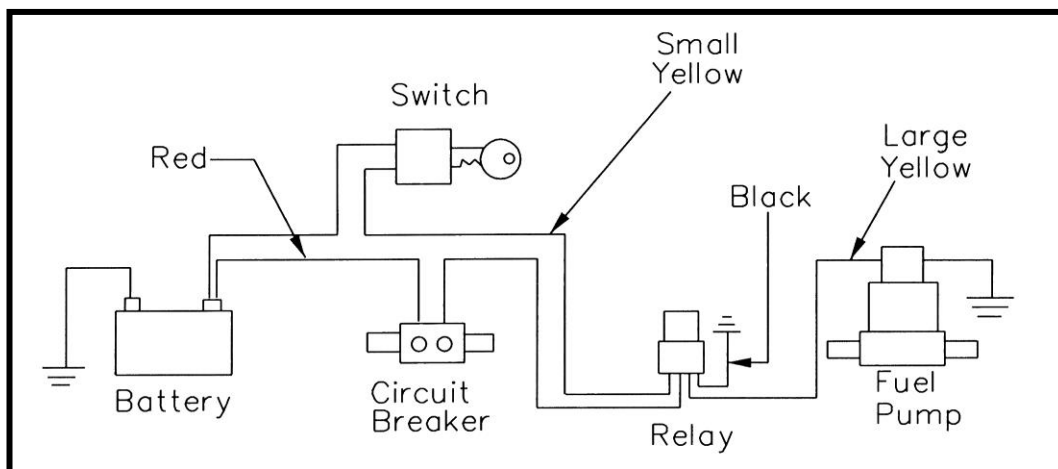 Small
Yellow
Switch
Red
Large
Yellow
Black
Battery
Circuit
Breaker
Relay
Fuel
Pump